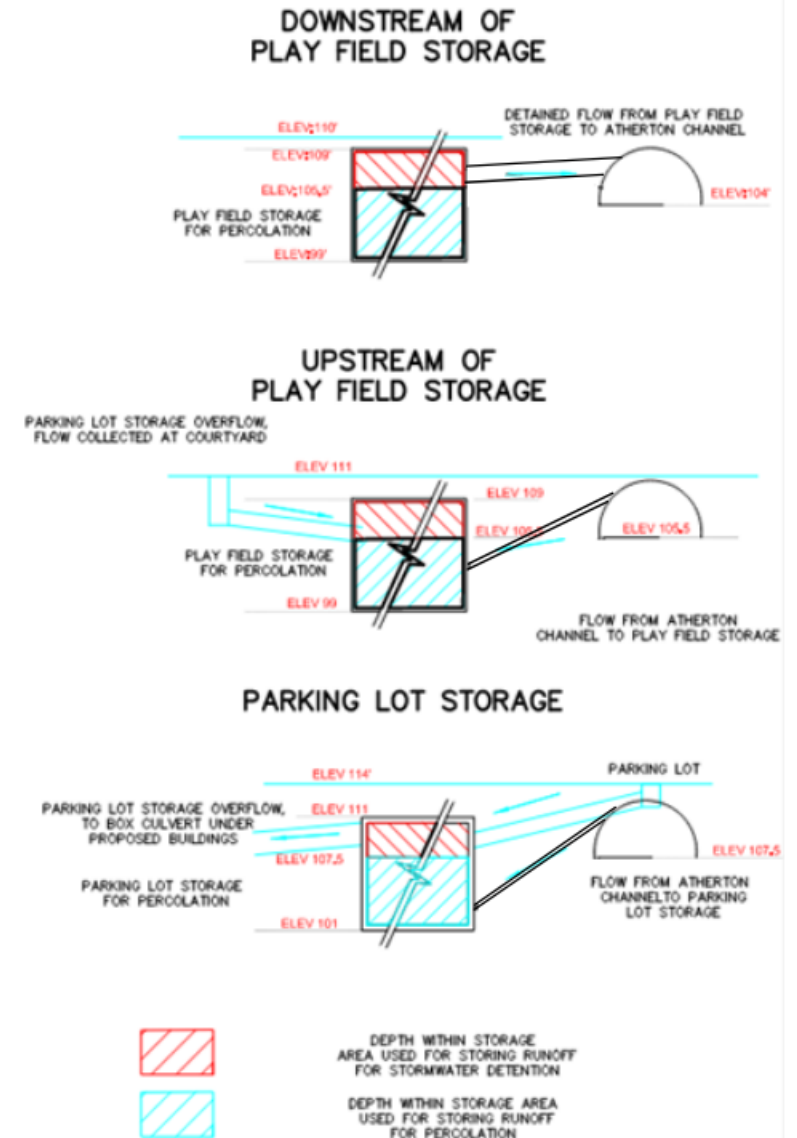 DOWNSTREAM OF
PLAY FIELD STORAGE
DETAINED FLOW FROM PLAY FIELD
STORAGE TO ATHERTON CHANNEL
ELEV:110'
ELEV:109'
ELEV:105.5'
ELEV:104'
PLAY FIELD STORAGE
FOR PERCOLATION
ELEV:99'
UPSTREAM OF
PLAY FIELD STORAGE
PARKING LOT STORAGE OVERFLOW,
FLOW COLLECTED AT COURTYARD
ELEV 111
ELEV 109
ELEV 105.5
ELEV 105.5
PLAY FIELD STORAGE
FOR PERCOLATION
ELEV 99
FLOW FROM ATHERTON
CHANNEL TO PLAY FIELD STORAGE
PARKING LOT STORAGE
PARKING LOT
ELEV 114'
PARKING LOT STORAGE OVERFLOW,
TO BOX CULVERT UNDER
PROPOSED BUILDINGS
ELEV 111
ELEV 107.5
ELEV 107.5
PARKING LOT STORAGE
FOR PERCOLATION
FLOW FROM ATHERTON
CHANNELTO PARKING
LOT STORAGE
ELEV 101
DEPTH WITHIN STORAGE
AREA USED FOR STORING RUNOFF
FOR STORMWATER DETENTION
DEPTH WITHIN STORAGE AREA
USED FOR STORING RUNOFF
FOR PERCOLATION